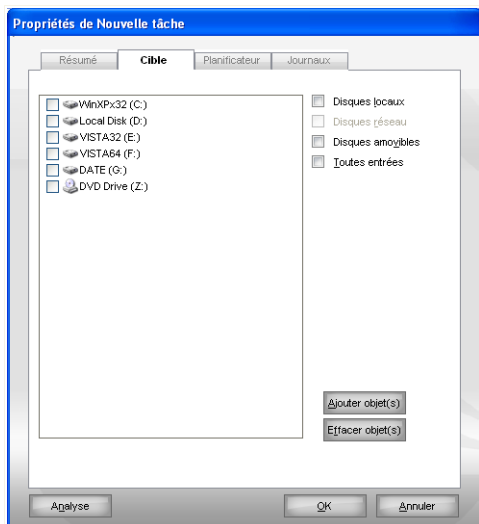 Propriétés de Nouvelle tâche
Résumé Cible Planificateur Journaux
WinXPx32 (C:)
Local Disk (D:)
VISTA32 (E:)
VISTA64 (F:)
DATE (G:)
DVD Drive (Z:)
Disques locaux
Disques réseau
Disques amovibles
Toutes entrées
Ajouter objet(s)
Effacer objet(s)
Analyse OK Annuler